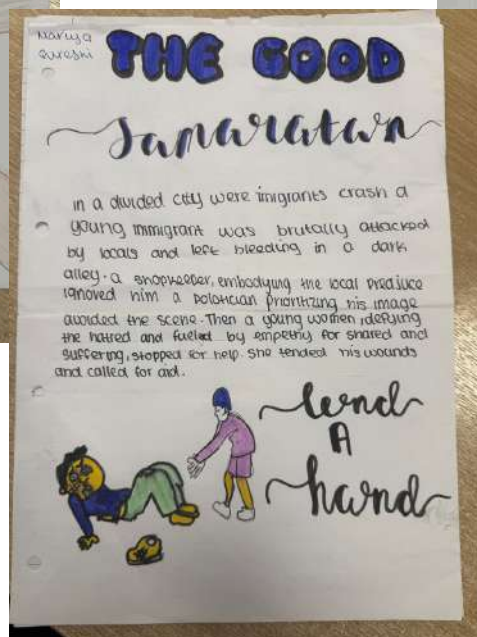 Mariya
Qureshi
THE GOOD
Samaratan
in a divided city were imigrants crash a
young immigrant was brutally attacked
by locals and left bleeding in a dark
alley. a shopkeeper, embodying the local predjuce
ignored him a polotician prioritizing his image
avoided the scene. Then a young women, defying
the hatred and fueled by empethy for shared and
suffering, stopped for help. she tended his wounds
and called for aid.
lend
A
hand